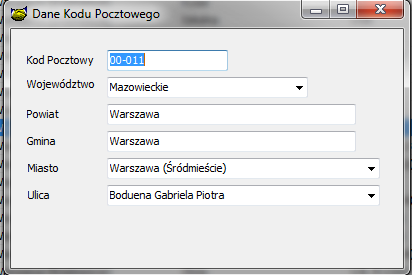 Dane Kodu Pocztowego
Kod Pocztowy 00-011
Województwo Mazowieckie
Powiat Warszawa
Gmina Warszawa
Miasto Warszawa (Śródmieście)
Ulica Boduena Gabriela Piotra